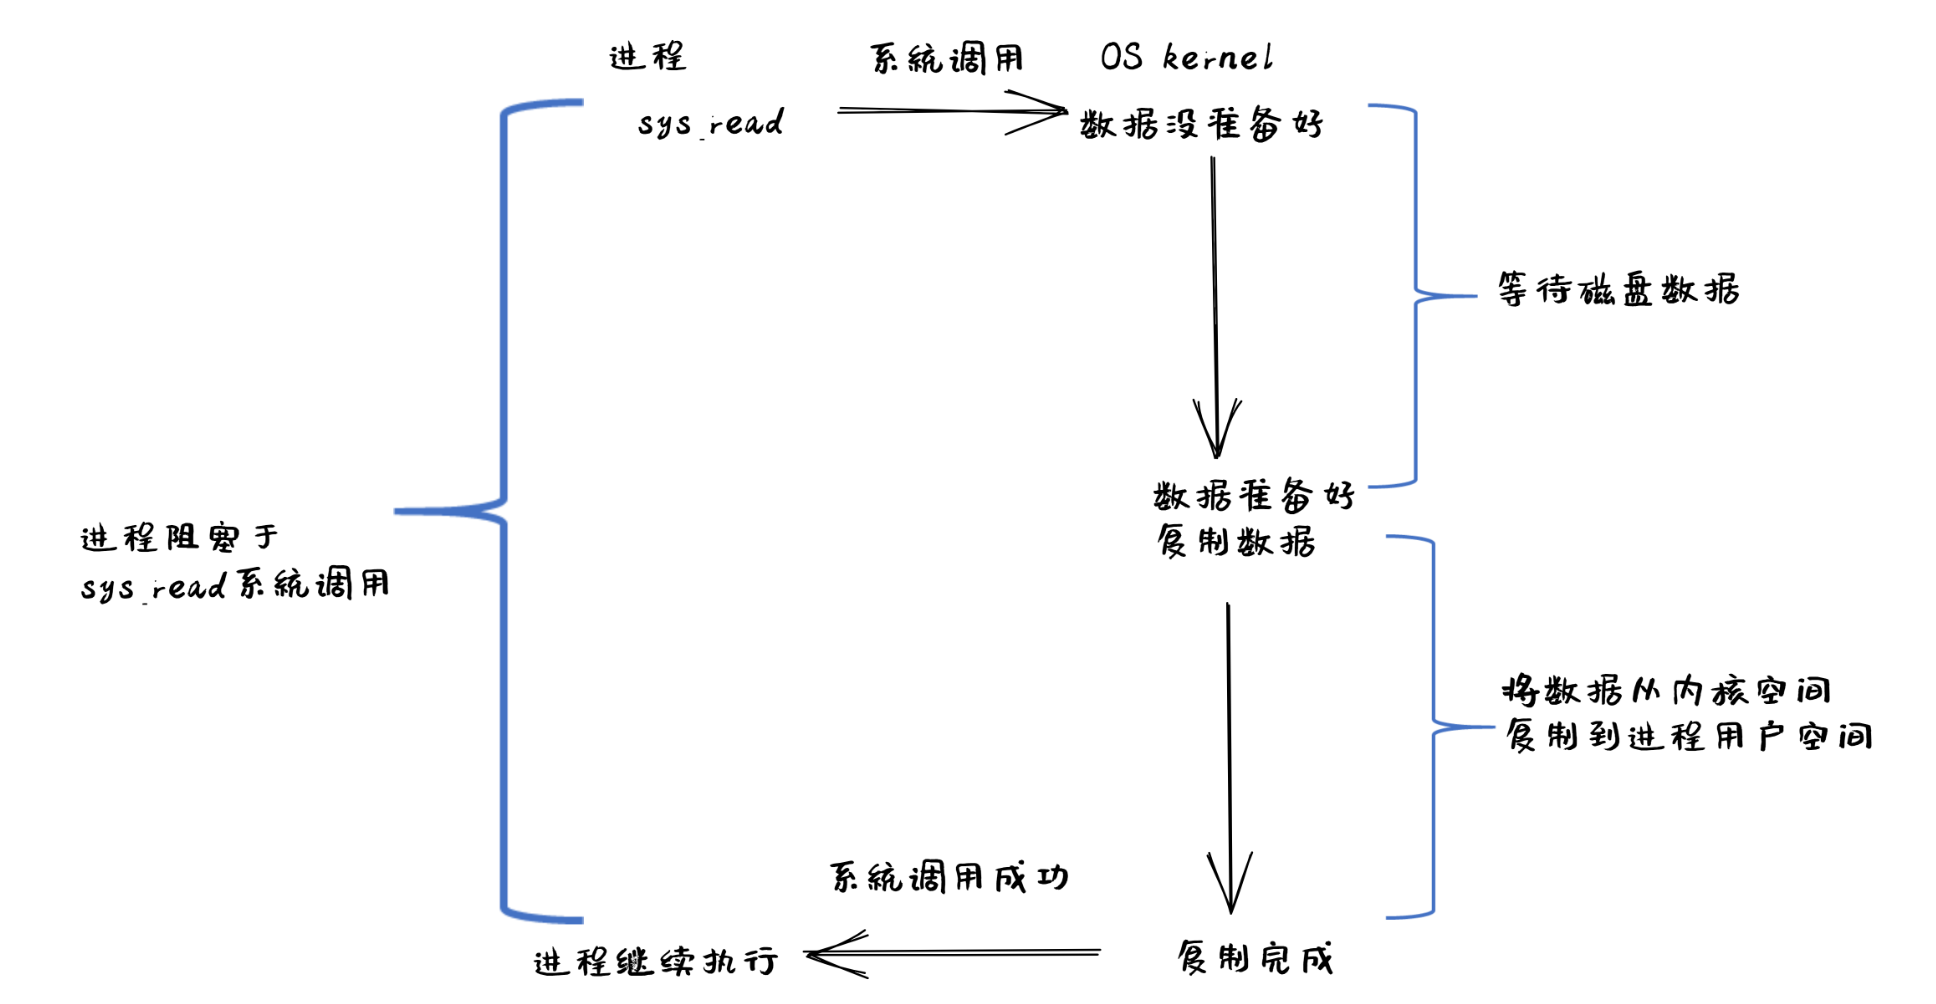 进程
系统调用
OS kernel
sys_read
数据没准备好
等待磁盘数据
数据准备好
复制数据
进程阻塞于
sys_read系统调用
将数据从内核空间
复制到进程用户空间
系统调用成功
进程继续执行
复制完成